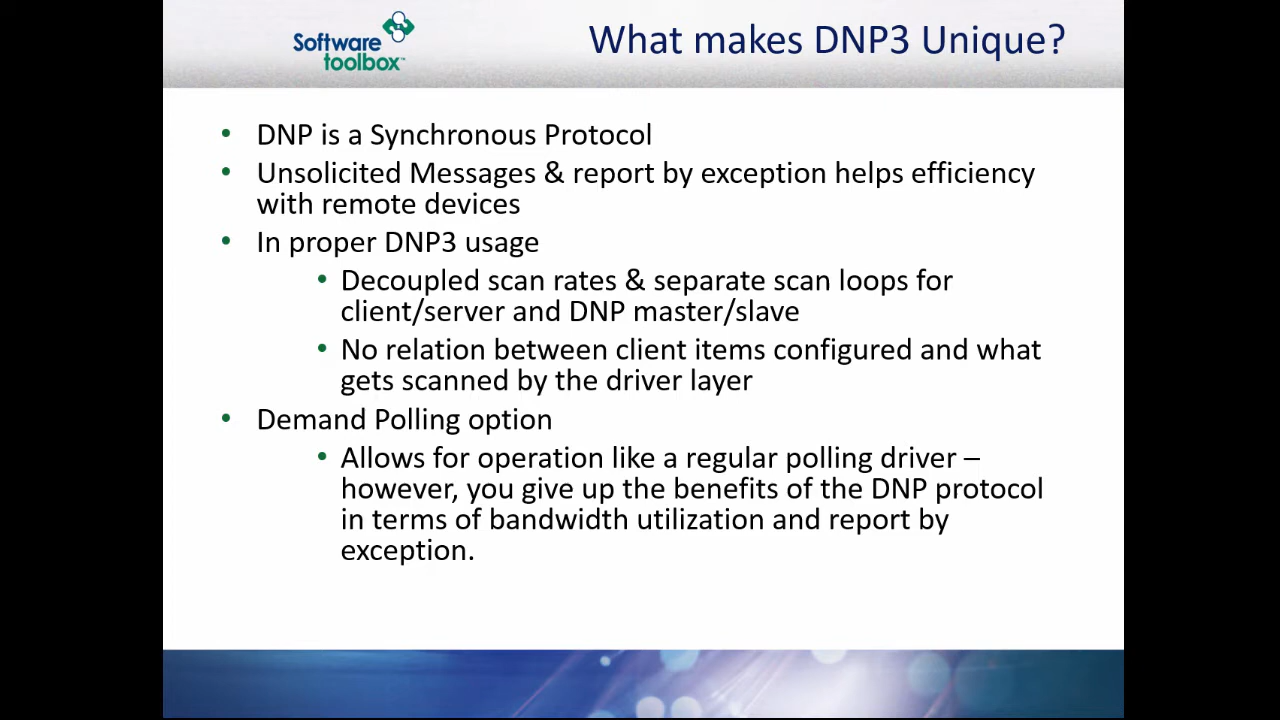 Software
toolbox™
What makes DNP3 Unique?
• DNP is a Synchronous Protocol
• Unsolicited Messages & report by exception helps efficiency
with remote devices
• In proper DNP3 usage
• Decoupled scan rates & separate scan loops for
client/server and DNP master/slave
• No relation between client items configured and what
gets scanned by the driver layer
• Demand Polling option
• Allows for operation like a regular polling driver –
however, you give up the benefits of the DNP protocol
in terms of bandwidth utilization and report by
exception.